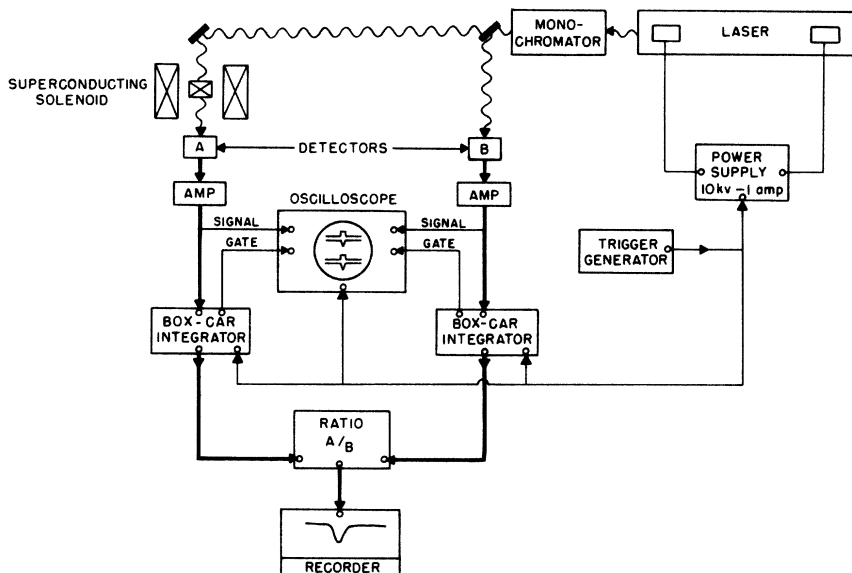 MONO-
CHROMATOR
LASER
SUPERCONDUCTING
SOLENOID
A
DETECTORS
B
POWER
SUPPLY
10kv-1 amp
AMP
OSCILLOSCOPE
AMP
SIGNAL
SIGNAL
GATE
GATE
TRIGGER
GENERATOR
BOX-CAR
INTEGRATOR
BOX-CAR
INTEGRATOR
RATIO
A/B
RECORDER